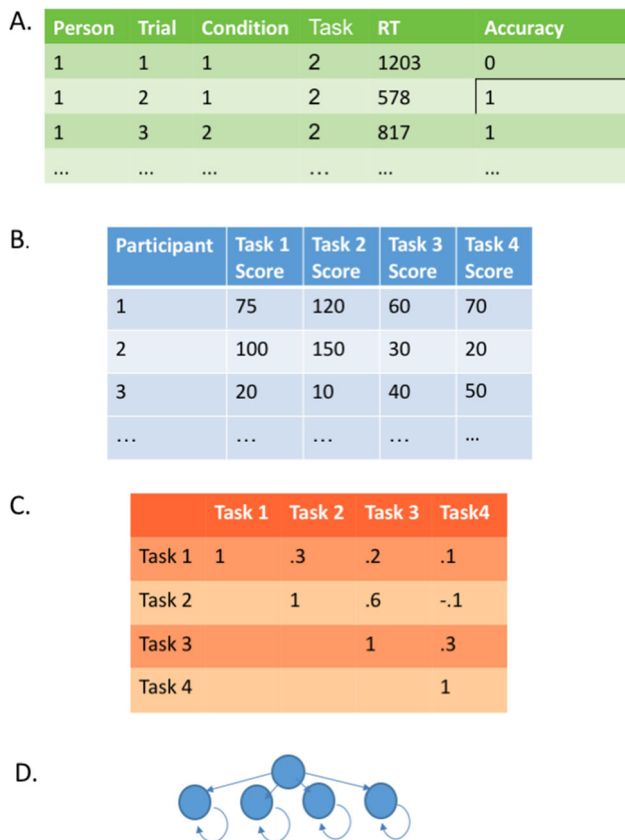 A.
Person Trial Condition Task RT Accuracy
1 1 1 2 1203 0
1 2 1 2 578 1
1 3 2 2 817 1
... ... ... ... ... ...
B.
Participant Task 1 Score Task 2 Score Task 3 Score Task 4 Score
1 75 120 60 70
2 100 150 30 20
3 20 10 40 50
... ... ... ... ...
C.
Task 1 Task 2 Task 3 Task4
Task 1 1 .3 .2 .1
Task 2 1 .6 -.1
Task 3 1 .3
Task 4 1
D.